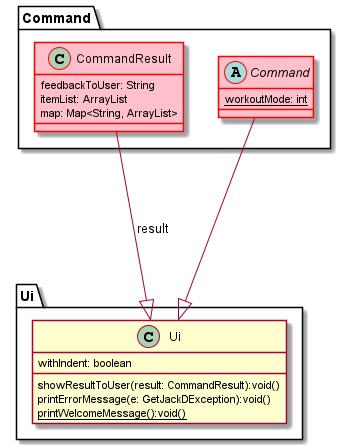 Command
C CommandResult
feedbackToUser: String
itemList: ArrayList
map: Map<String, ArrayList>
A Command
workoutMode: int
result
Ui
C Ui
withIndent: boolean
showResultToUser(result: CommandResult):void()
printErrorMessage(e: GetJackDException):void()
printWelcomeMessage():void()